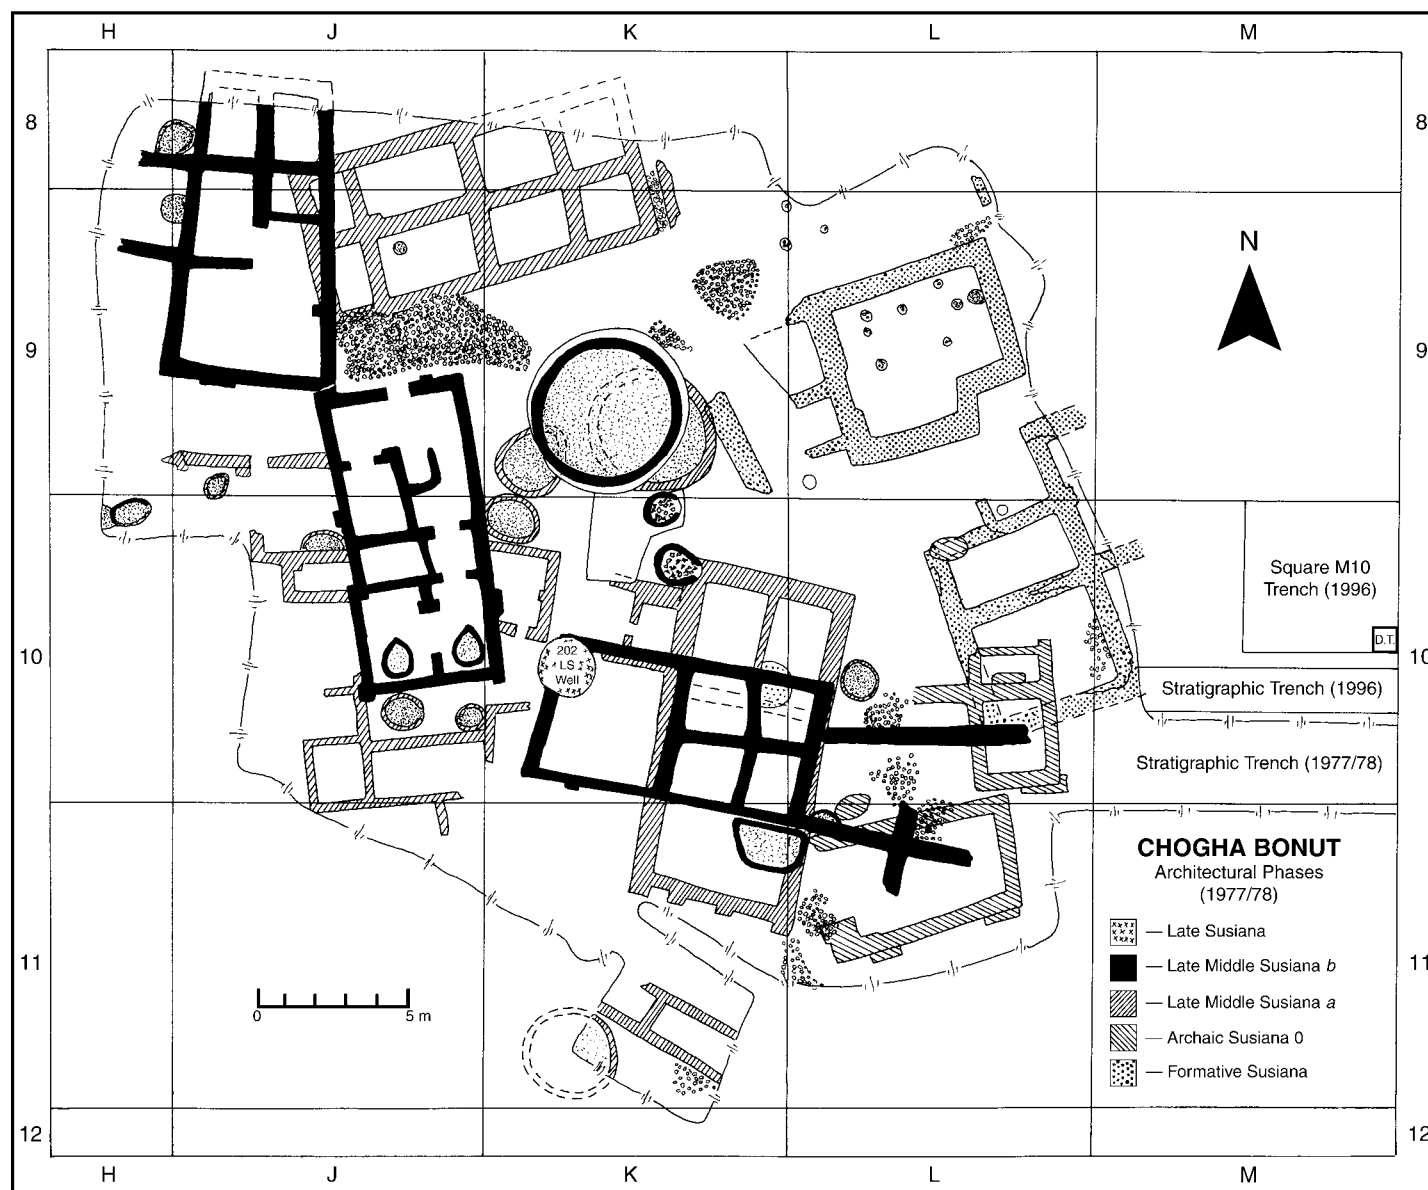 H J K L M
8 8
N
9 9
Square M10
Trench (1996)
D.T.
10 10
202
LS
Well
Stratigraphic Trench (1996)
Stratigraphic Trench (1977/78)
CHOGHA BONUT
Architectural Phases
(1977/78)
— Late Susiana
— Late Middle Susiana b
— Late Middle Susiana a
— Archaic Susiana 0
— Formative Susiana
11 11
0 5 m
12 12
H J K L M